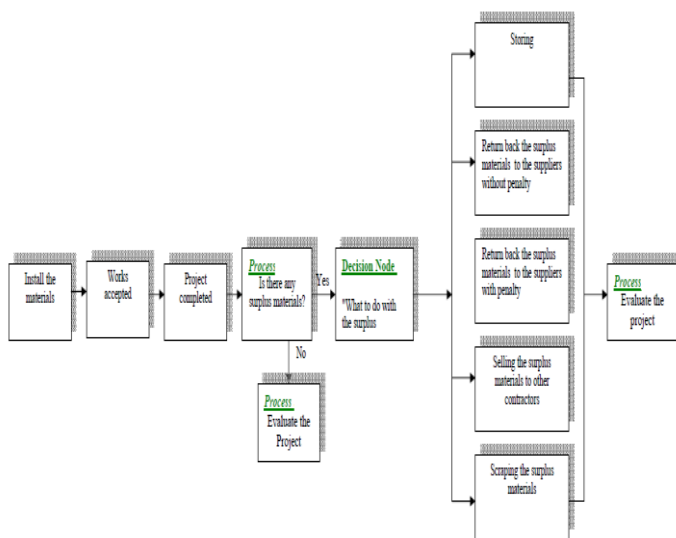 Install the
materials
Works
accepted
Project
completed
Process
Is there any
surplus materials?
Yes
No
Process
Evaluate the
Project
Decision Node
"What to do with
the surplus
Storing
Return back the surplus
materials to the suppliers
without penalty
Return back the surplus
materials to the suppliers
with penalty
Selling the surplus
materials to other
contractors
Scraping the surplus
materials
Process
Evaluate the
project